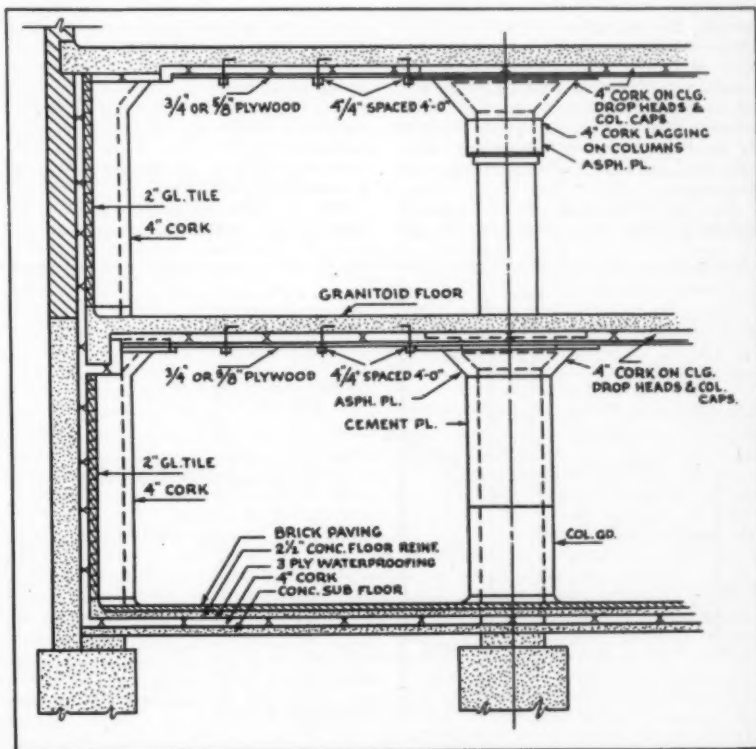 3/4" OR 5/8" PLYWOOD
4"/4" SPACED 4'-0"
4" CORK ON CLG.
DROP HEADS &
COL. CAPS
4" CORK LAGGING
ON COLUMNS
ASPH. PL.
2" GL. TILE
4" CORK
GRANITOID FLOOR
3/4" OR 5/8" PLYWOOD
4"/4" SPACED 4'-0"
ASPH. PL.
CEMENT PL.
4" CORK ON CLG.
DROP HEADS & COL.
CAPS.
2" GL. TILE
4" CORK
BRICK PAVING
2 1/2" CONC. FLOOR REINF.
3 PLY WATERPROOFING
4" CORK
CONC. SUB FLOOR
COL. GD.